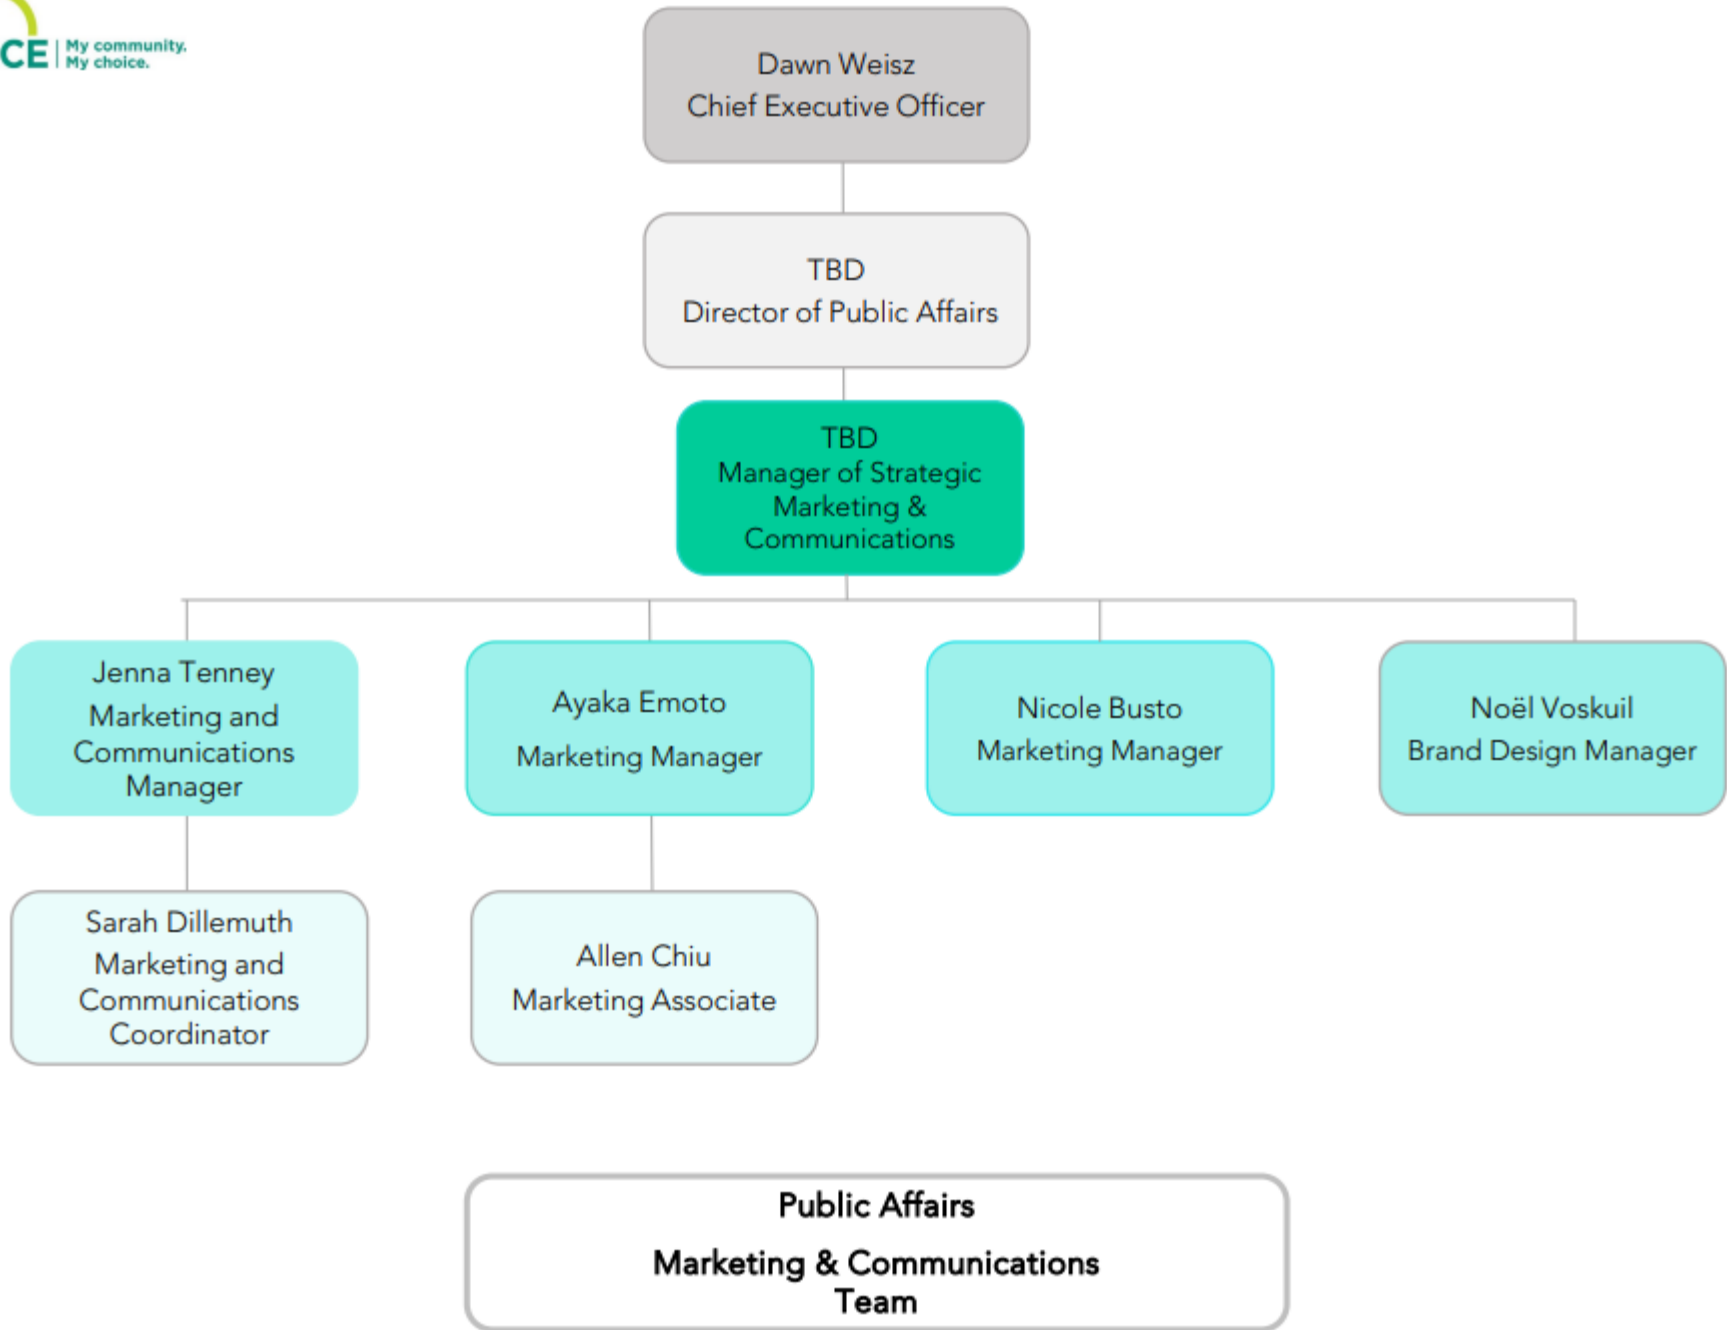 CE
My community.
My choice.
Dawn Weisz
Chief Executive Officer
TBD
Director of Public Affairs
TBD
Manager of Strategic
Marketing &
Communications
Jenna Tenney
Marketing and
Communications
Manager
Ayaka Emoto
Marketing Manager
Nicole Busto
Marketing Manager
Noël Voskuil
Brand Design Manager
Sarah Dillemuth
Marketing and
Communications
Coordinator
Allen Chiu
Marketing Associate
Public Affairs
Marketing & Communications
Team